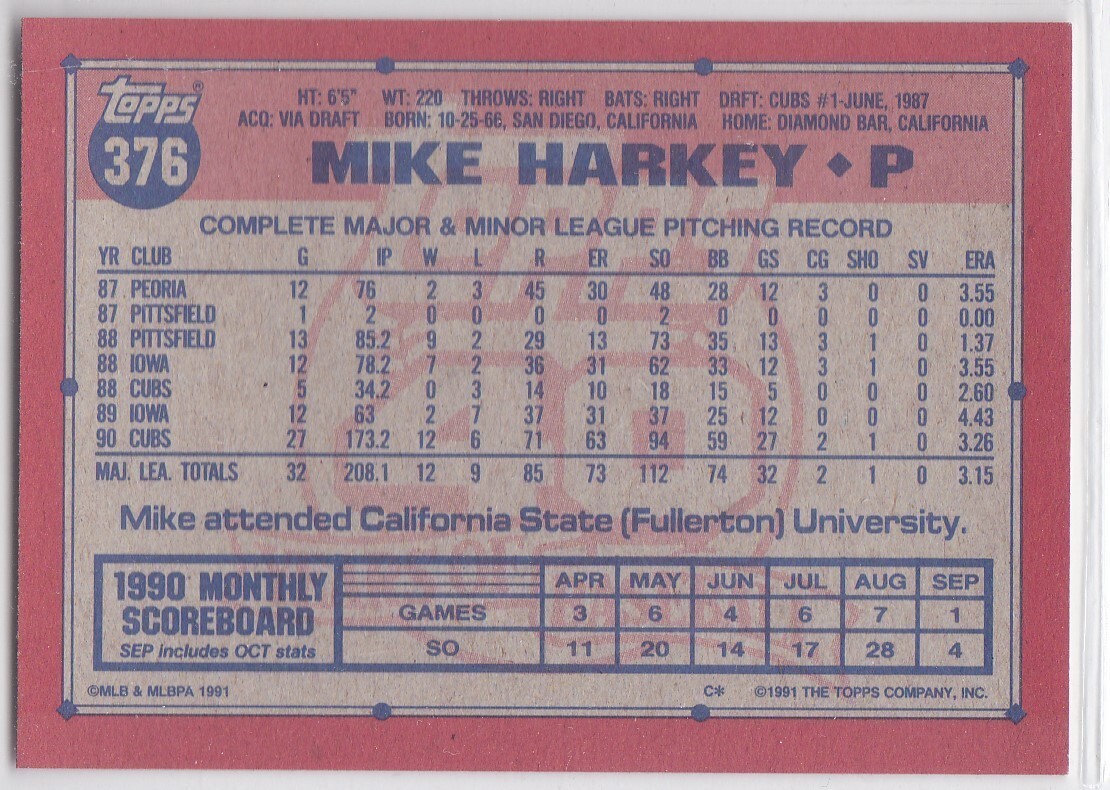 topps®
376
HT: 6'5" WT: 220 THROWS: RIGHT BATS: RIGHT DRFT: CUBS #1-JUNE, 1987
ACQ: VIA DRAFT BORN: 10-25-66, SAN DIEGO, CALIFORNIA HOME: DIAMOND BAR, CALIFORNIA
MIKE HARKEY ♦ P
COMPLETE MAJOR & MINOR LEAGUE PITCHING RECORD
YR CLUB G IP W L R ER SO BB GS CG SHO SV ERA
87 PEORIA 12 76 2 3 45 30 48 28 12 3 0 0 3.55
87 PITTSFIELD 1 2 0 0 0 0 2 0 0 0 0 0 0.00
88 PITTSFIELD 13 85.2 9 2 29 13 73 35 13 3 1 0 1.37
88 IOWA 12 78.2 7 2 36 31 62 33 12 3 1 0 3.55
88 CUBS 5 34.2 0 3 14 10 18 15 5 0 0 0 2.60
89 IOWA 12 63 2 7 37 31 37 25 12 0 0 0 4.43
90 CUBS 27 173.2 12 6 71 63 94 59 27 2 1 0 3.26
MAJ. LEA. TOTALS 32 208.1 12 9 85 73 112 74 32 2 1 0 3.15
Mike attended California State (Fullerton) University.
1990 MONTHLY SCOREBOARD
SEP includes OCT stats
APR MAY JUN JUL AUG SEP
GAMES 3 6 4 6 7 1
SO 11 20 14 17 28 4
©MLB & MLBPA 1991 C* ©1991 THE TOPPS COMPANY, INC.